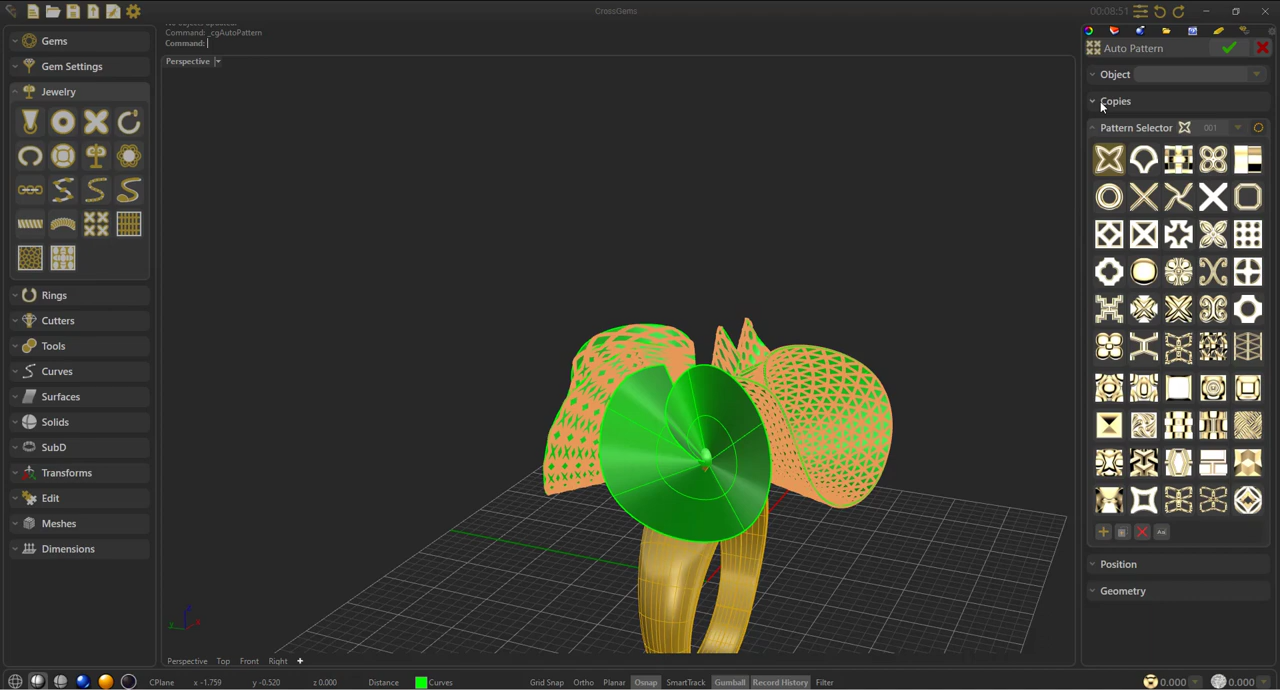 CrossGems
00:08:51
Command: _cgAutoPattern
Command:
Perspective
Gems
Gem Settings
Jewelry
Rings
Cutters
Tools
Curves
Surfaces
Solids
SubD
Transforms
Edit
Meshes
Dimensions
Auto Pattern
Object
Copies
Pattern Selector 001
Position
Geometry
Perspective Top Front Right
CPlane x -1.759 y -0.520 z 0.000 Distance Curves Grid Snap Ortho Planar Osnap SmartTrack Gumball Record History Filter 0.000 0.000